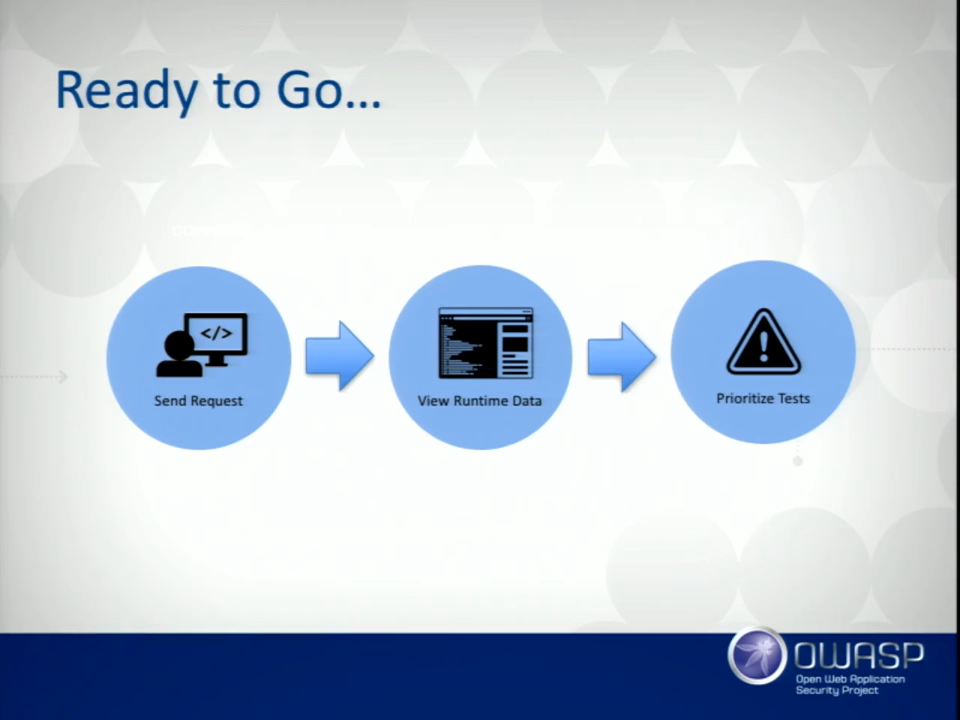 Ready to Go...
</>
Send Request
View Runtime Data
Prioritize Tests
OWASP
Open Web Application
Security Project